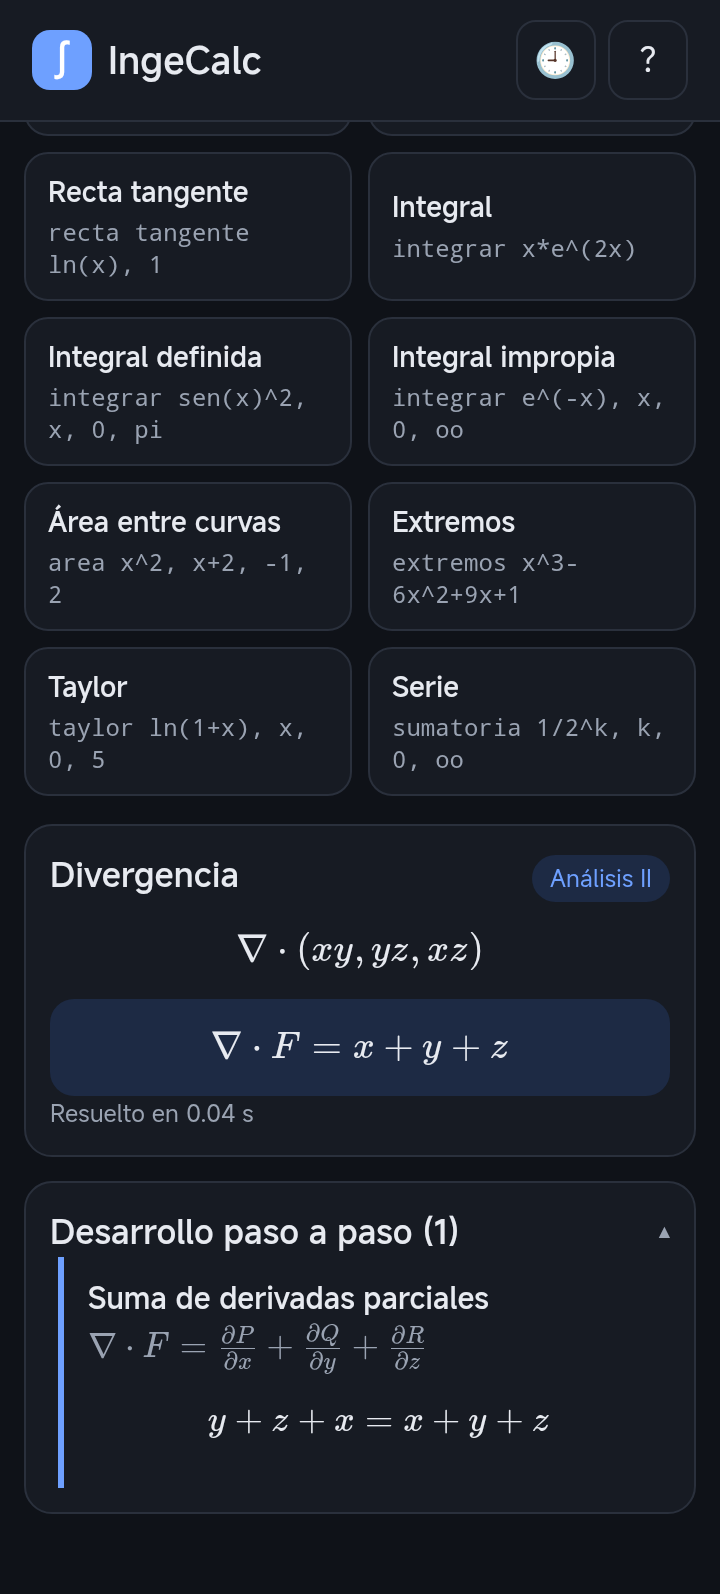 ∫ IngeCalc ?
Recta tangente
recta tangente
ln(x), 1
Integral
integrar x*e^(2x)
Integral definida
integrar sen(x)^2,
x, 0, pi
Integral impropia
integrar e^(-x), x,
0, oo
Área entre curvas
area x^2, x+2, -1,
2
Extremos
extremos x^3-
6x^2+9x+1
Taylor
taylor ln(1+x), x,
0, 5
Serie
sumatoria 1/2^k, k,
0, oo
Divergencia
Análisis II
∇ · (xy, yz, xz)
∇ · F = x + y + z
Resuelto en 0.04 s
Desarrollo paso a paso (1) ▲
Suma de derivadas parciales
∇ · F = ∂P/∂x + ∂Q/∂y + ∂R/∂z
y + z + x = x + y + z